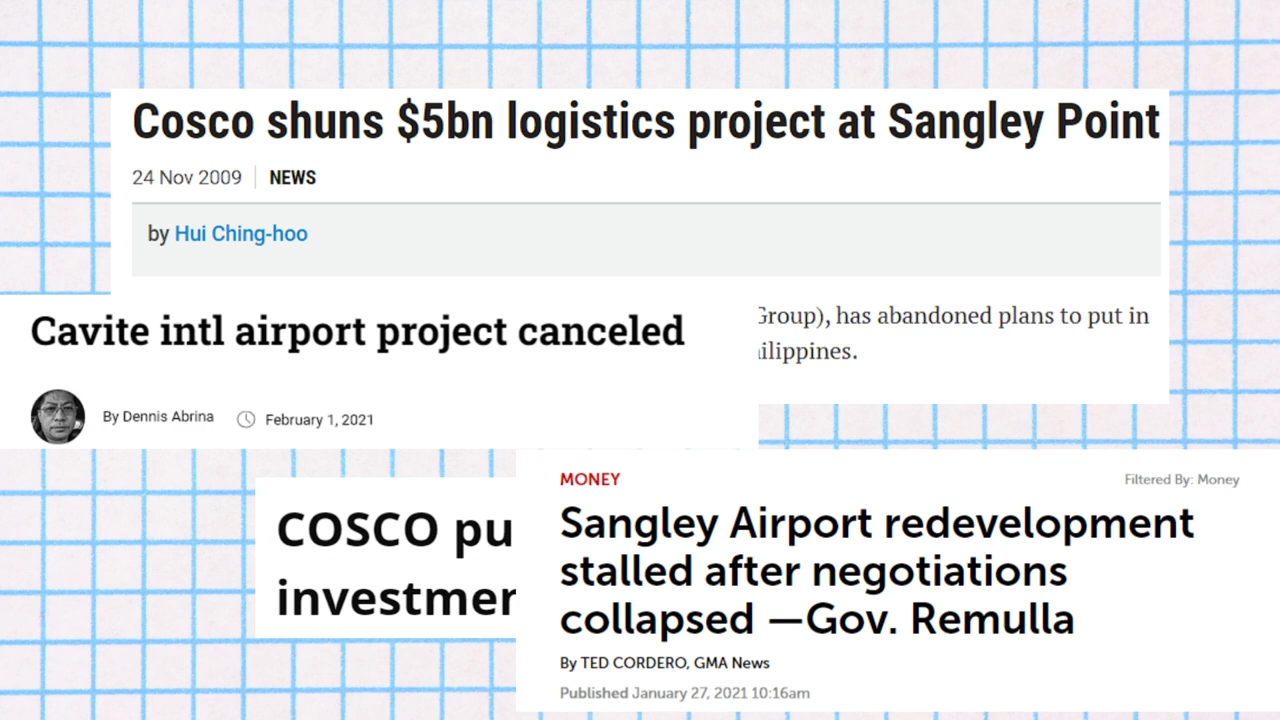 Cosco shuns $5bn logistics project at Sangley Point
24 Nov 2009 NEWS
by Hui Ching-hoo
Group), has abandoned plans to put in
Cavite intl airport project canceled
By Dennis Abrina February 1, 2021
COSCO
MONEY
Filtered By: Money
Sangley Airport redevelopment
stalled after negotiations
collapsed —Gov. Remulla
By TED CORDERO, GMA News
Published January 27, 2021 10:16am